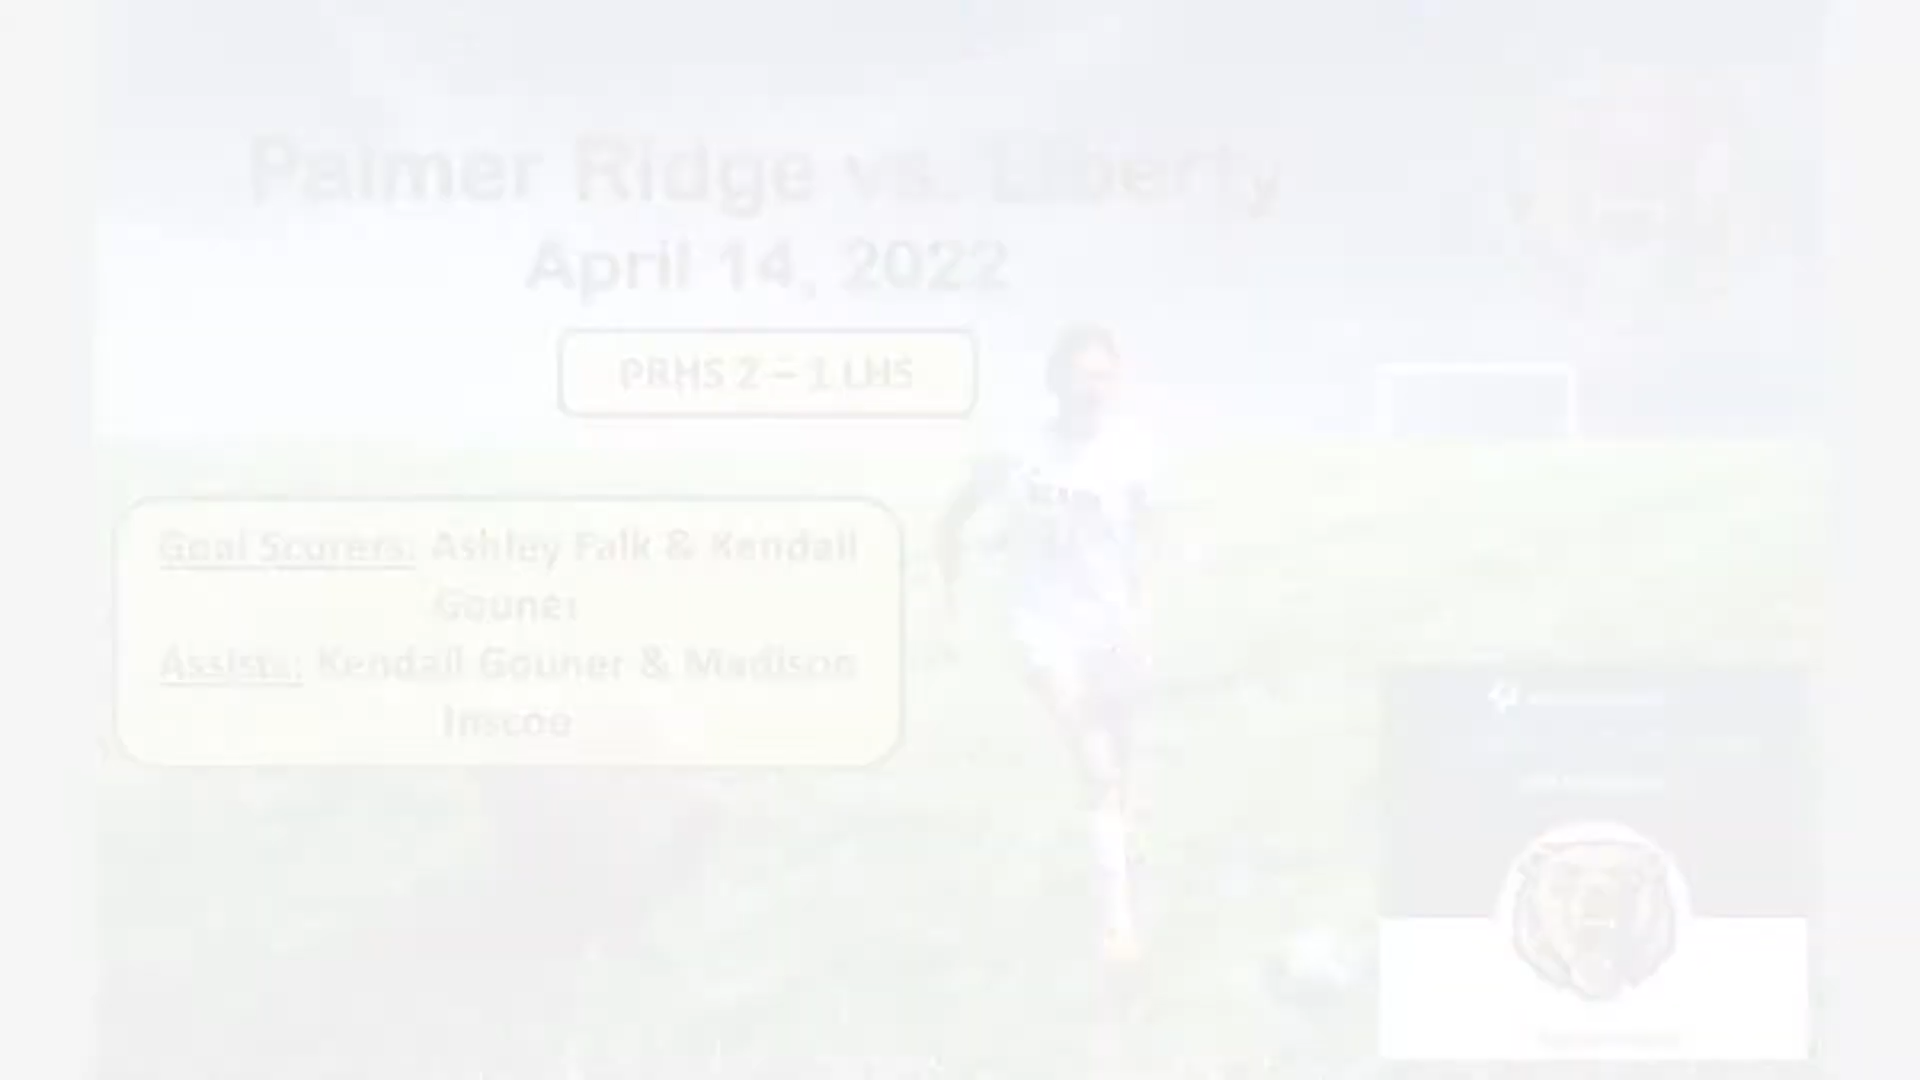 Palmer Ridge vs. Liberty
April 14, 2022
PRHS 2 – 1 LHS
Goal Scorers: Ashley Falk & Kendall
Gouner
Assists: Kendall Gouner & Madison
Inscoe